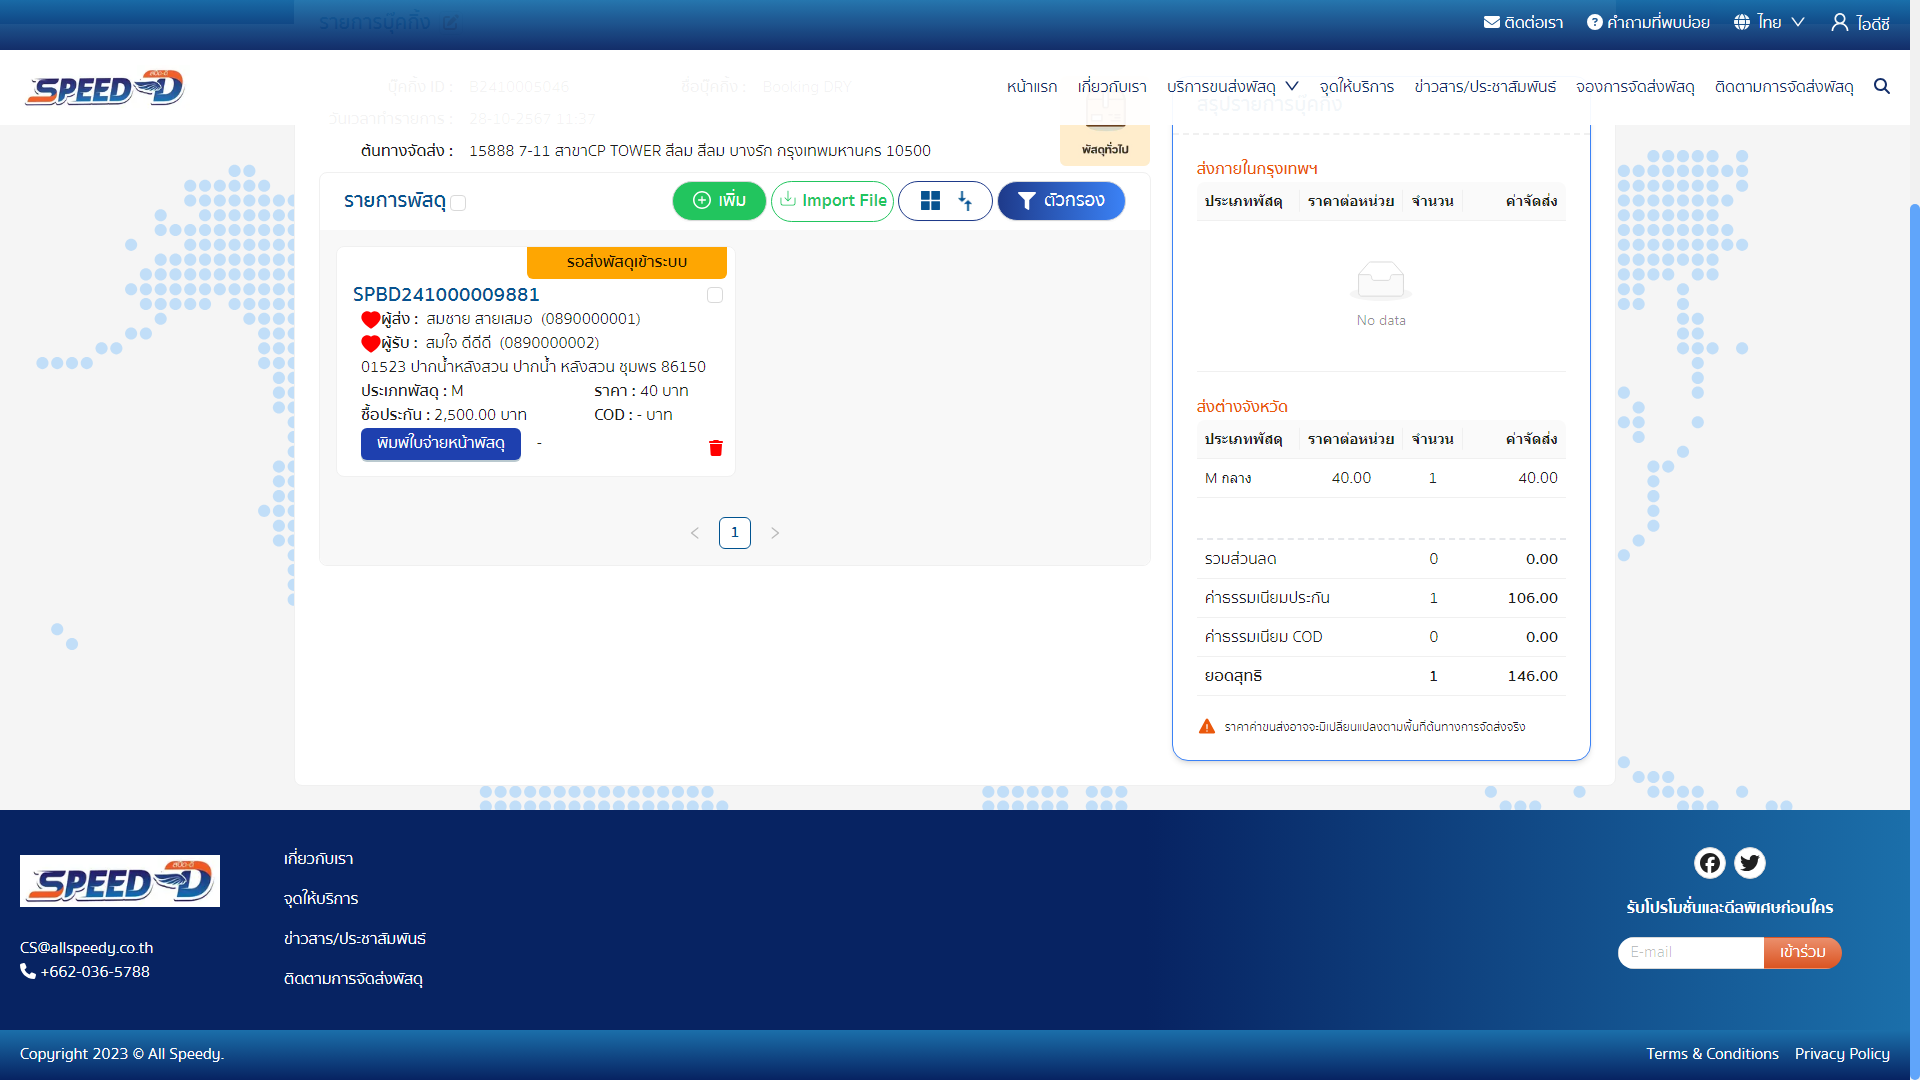 รายการบุ๊คกิ้ง
ติดต่อเรา
คำถามที่พบบ่อย
ไทย
ไอดีซี
สปีด-ดี
SPEED-D
หน้าแรก
เกี่ยวกับเรา
บริการขนส่งพัสดุ
จุดให้บริการ
ข่าวสาร/ประชาสัมพันธ์
จองการจัดส่งพัสดุ
ติดตามการจัดส่งพัสดุ
บุ๊คกิ้ง ID : B2410005046
ชื่อบุ๊คกิ้ง : Booking DRY
วันเวลาทำรายการ : 28-10-2567 11:37
ต้นทางจัดส่ง : 15888 7-11 สาขาCP TOWER สีลม สีลม บางรัก กรุงเทพมหานคร 10500
พัสดุทั่วไป
รายการพัสดุ
เพิ่ม
Import File
ตัวกรอง
รอส่งพัสดุเข้าระบบ
SPBD241000009881
ผู้ส่ง : สมชาย สายเสมอ (0890000001)
ผู้รับ : สมใจ ดีดีดี (0890000002)
01523 ปากน้ำหลังสวน ปากน้ำ หลังสวน ชุมพร 86150
ประเภทพัสดุ : M ราคา : 40 บาท
ซื้อประกัน : 2,500.00 บาท COD : - บาท
พิมพ์ใบจ่ายหน้าพัสดุ -
1
สรุปรายการบุ๊คกิ้ง
ส่งภายในกรุงเทพฯ
ประเภทพัสดุ ราคาต่อหน่วย จำนวน ค่าจัดส่ง
No data
ส่งต่างจังหวัด
ประเภทพัสดุ ราคาต่อหน่วย จำนวน ค่าจัดส่ง
M กลาง 40.00 1 40.00
รวมส่วนลด 0 0.00
ค่าธรรมเนียมประกัน 1 106.00
ค่าธรรมเนียม COD 0 0.00
ยอดสุทธิ 1 146.00
ราคาค่าขนส่งอาจจะมีเปลี่ยนแปลงตามพื้นที่ต้นทางการจัดส่งจริง
สปีด-ดี
SPEED-D
CS@allspeedy.co.th
+662-036-5788
เกี่ยวกับเรา
จุดให้บริการ
ข่าวสาร/ประชาสัมพันธ์
ติดตามการจัดส่งพัสดุ
รับโปรโมชั่นและดีลพิเศษก่อนใคร
E-mail
เข้าร่วม
Copyright 2023 © All Speedy.
Terms & Conditions
Privacy Policy